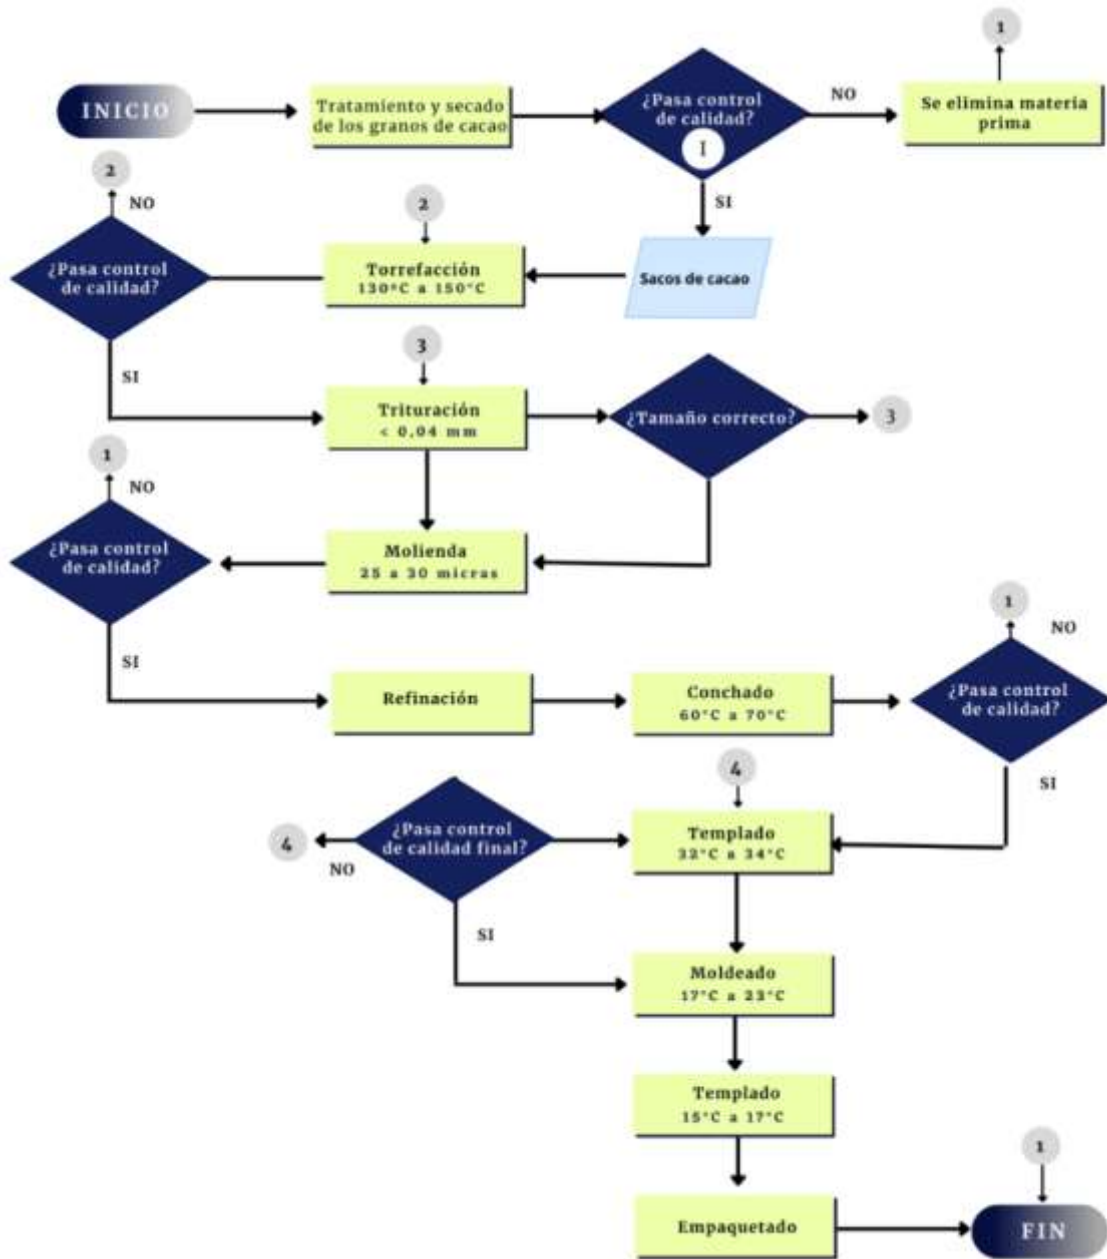 1
INICIO
Tratamiento y secado
de los granos de cacao
¿Pasa control
de calidad?
I
NO
Se elimina materia
prima
SI
2
NO
2
¿Pasa control
de calidad?
Torrefacción
130°C a 150°C
Sacos de cacao
SI
3
Trituración
< 0,04 mm
¿Tamaño correcto?
3
1
NO
¿Pasa control
de calidad?
Molienda
25 a 30 micras
SI
1
NO
Refinación
Conchado
60°C a 70°C
¿Pasa control
de calidad?
SI
4
4
NO
¿Pasa control
de calidad final?
Templado
32°C a 34°C
SI
Moldeado
17°C a 23°C
Templado
15°C a 17°C
1
Empaquetado
FIN